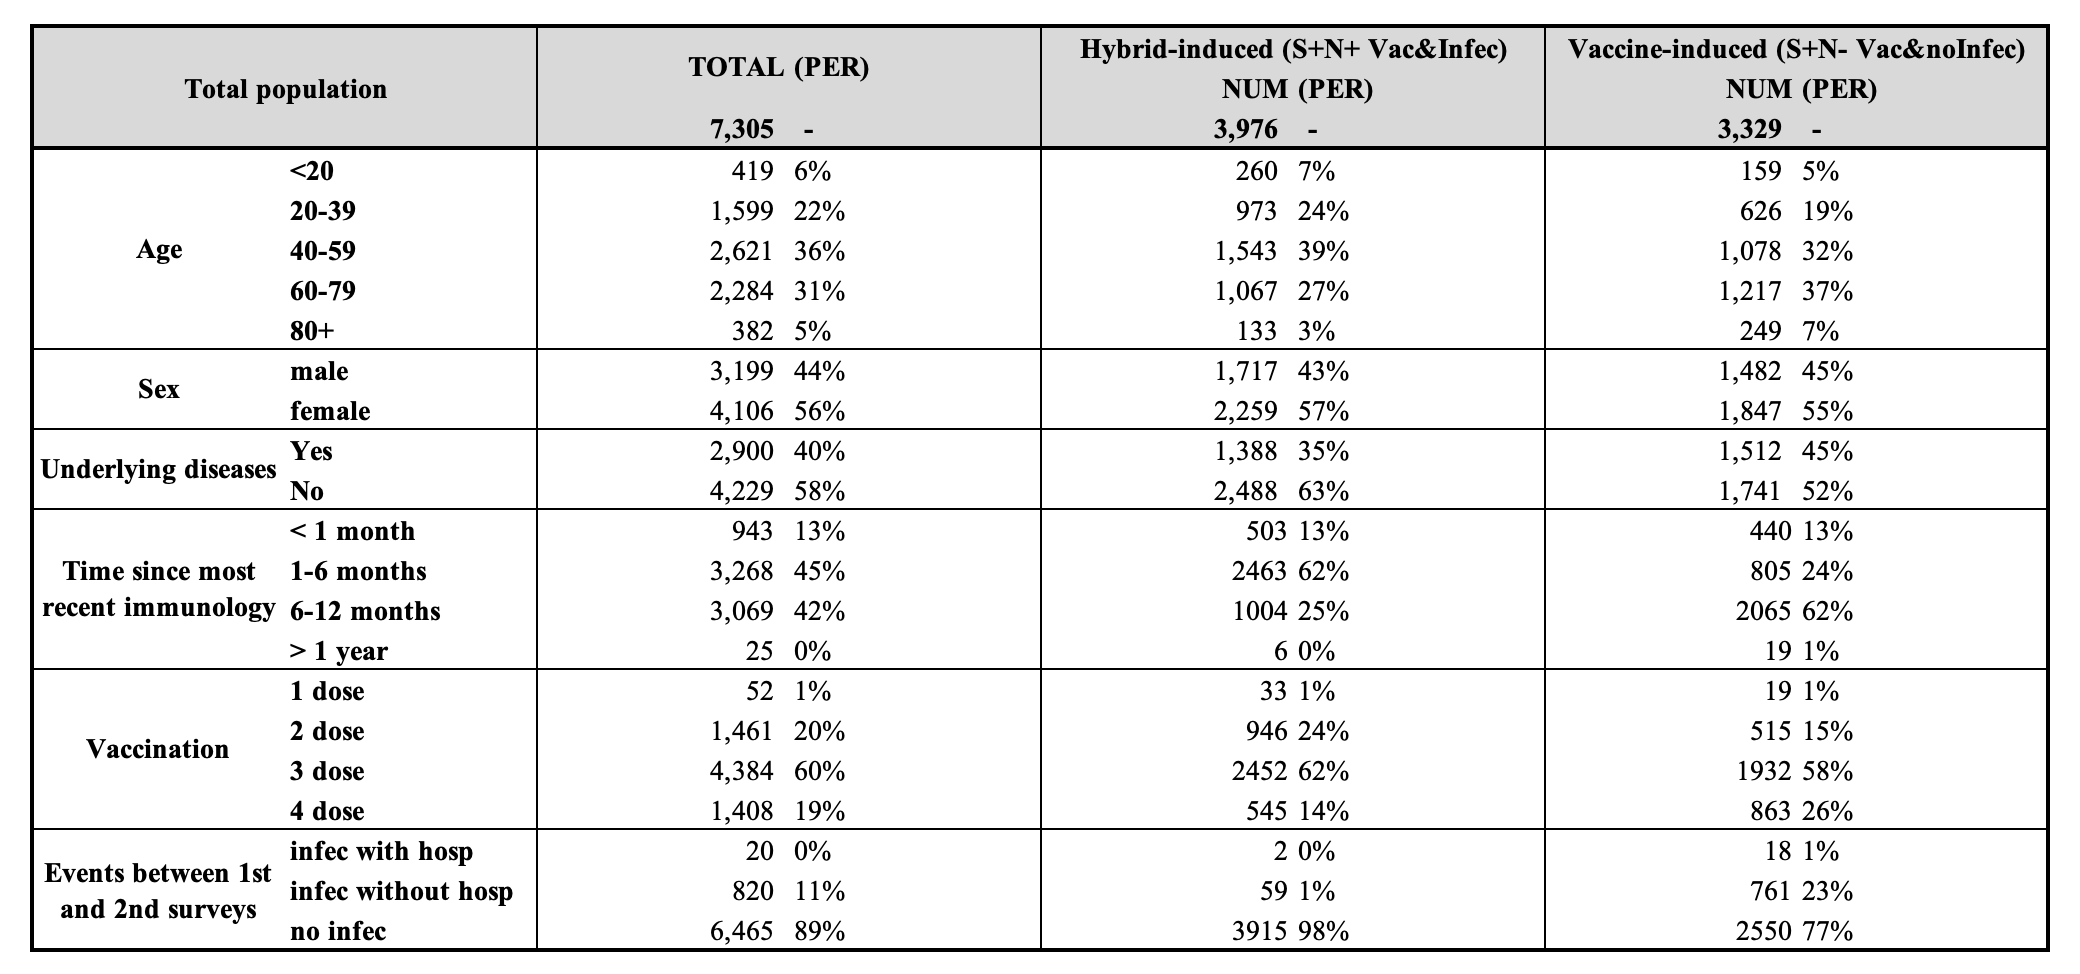 Total population
TOTAL (PER)
7,305 -
Hybrid-induced (S+N+ Vac&Infec)
NUM (PER)
3,976 -
Vaccine-induced (S+N- Vac&noInfec)
NUM (PER)
3,329 -
Age
<20 419 6% 260 7% 159 5%
20-39 1,599 22% 973 24% 626 19%
40-59 2,621 36% 1,543 39% 1,078 32%
60-79 2,284 31% 1,067 27% 1,217 37%
80+ 382 5% 133 3% 249 7%
Sex
male 3,199 44% 1,717 43% 1,482 45%
female 4,106 56% 2,259 57% 1,847 55%
Underlying diseases
Yes 2,900 40% 1,388 35% 1,512 45%
No 4,229 58% 2,488 63% 1,741 52%
Time since most
recent immunology
< 1 month 943 13% 503 13% 440 13%
1-6 months 3,268 45% 2463 62% 805 24%
6-12 months 3,069 42% 1004 25% 2065 62%
> 1 year 25 0% 6 0% 19 1%
Vaccination
1 dose 52 1% 33 1% 19 1%
2 dose 1,461 20% 946 24% 515 15%
3 dose 4,384 60% 2452 62% 1932 58%
4 dose 1,408 19% 545 14% 863 26%
Events between 1st
and 2nd surveys
infec with hosp 20 0% 2 0% 18 1%
infec without hosp 820 11% 59 1% 761 23%
no infec 6,465 89% 3915 98% 2550 77%